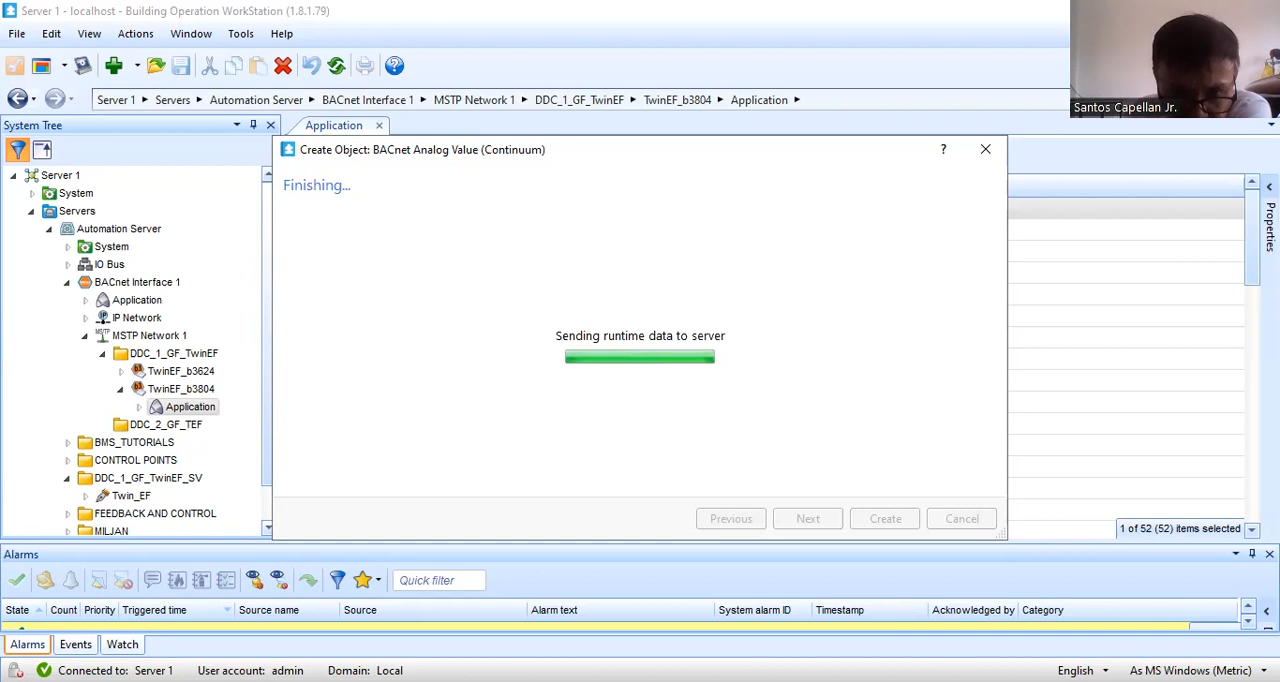 Server 1 - localhost - Building Operation WorkStation (1.8.1.79)
File Edit View Actions Window Tools Help
Server 1 Servers Automation Server BACnet Interface 1 MSTP Network 1 DDC_1_GF_TwinEF TwinEF_b3804 Application
Santos Capellan Jr.
System Tree
Application
Create Object: BACnet Analog Value (Continuum)
?
Finishing...
Sending runtime data to server
Previous Next Create Cancel
Server 1
System
Servers
Automation Server
System
IO Bus
BACnet Interface 1
Application
IP Network
MSTP Network 1
DDC_1_GF_TwinEF
TwinEF_b3624
TwinEF_b3804
Application
DDC_2_GF_TEF
BMS_TUTORIALS
CONTROL POINTS
DDC_1_GF_TwinEF_SV
Twin_EF
FEEDBACK AND CONTROL
MILJAN
Properties
1 of 52 (52) items selected
Alarms
Quick filter
State Count Priority Triggered time Source name Source Alarm text System alarm ID Timestamp Acknowledged by Category
Alarms Events Watch
Connected to: Server 1 User account: admin Domain: Local English As MS Windows (Metric)